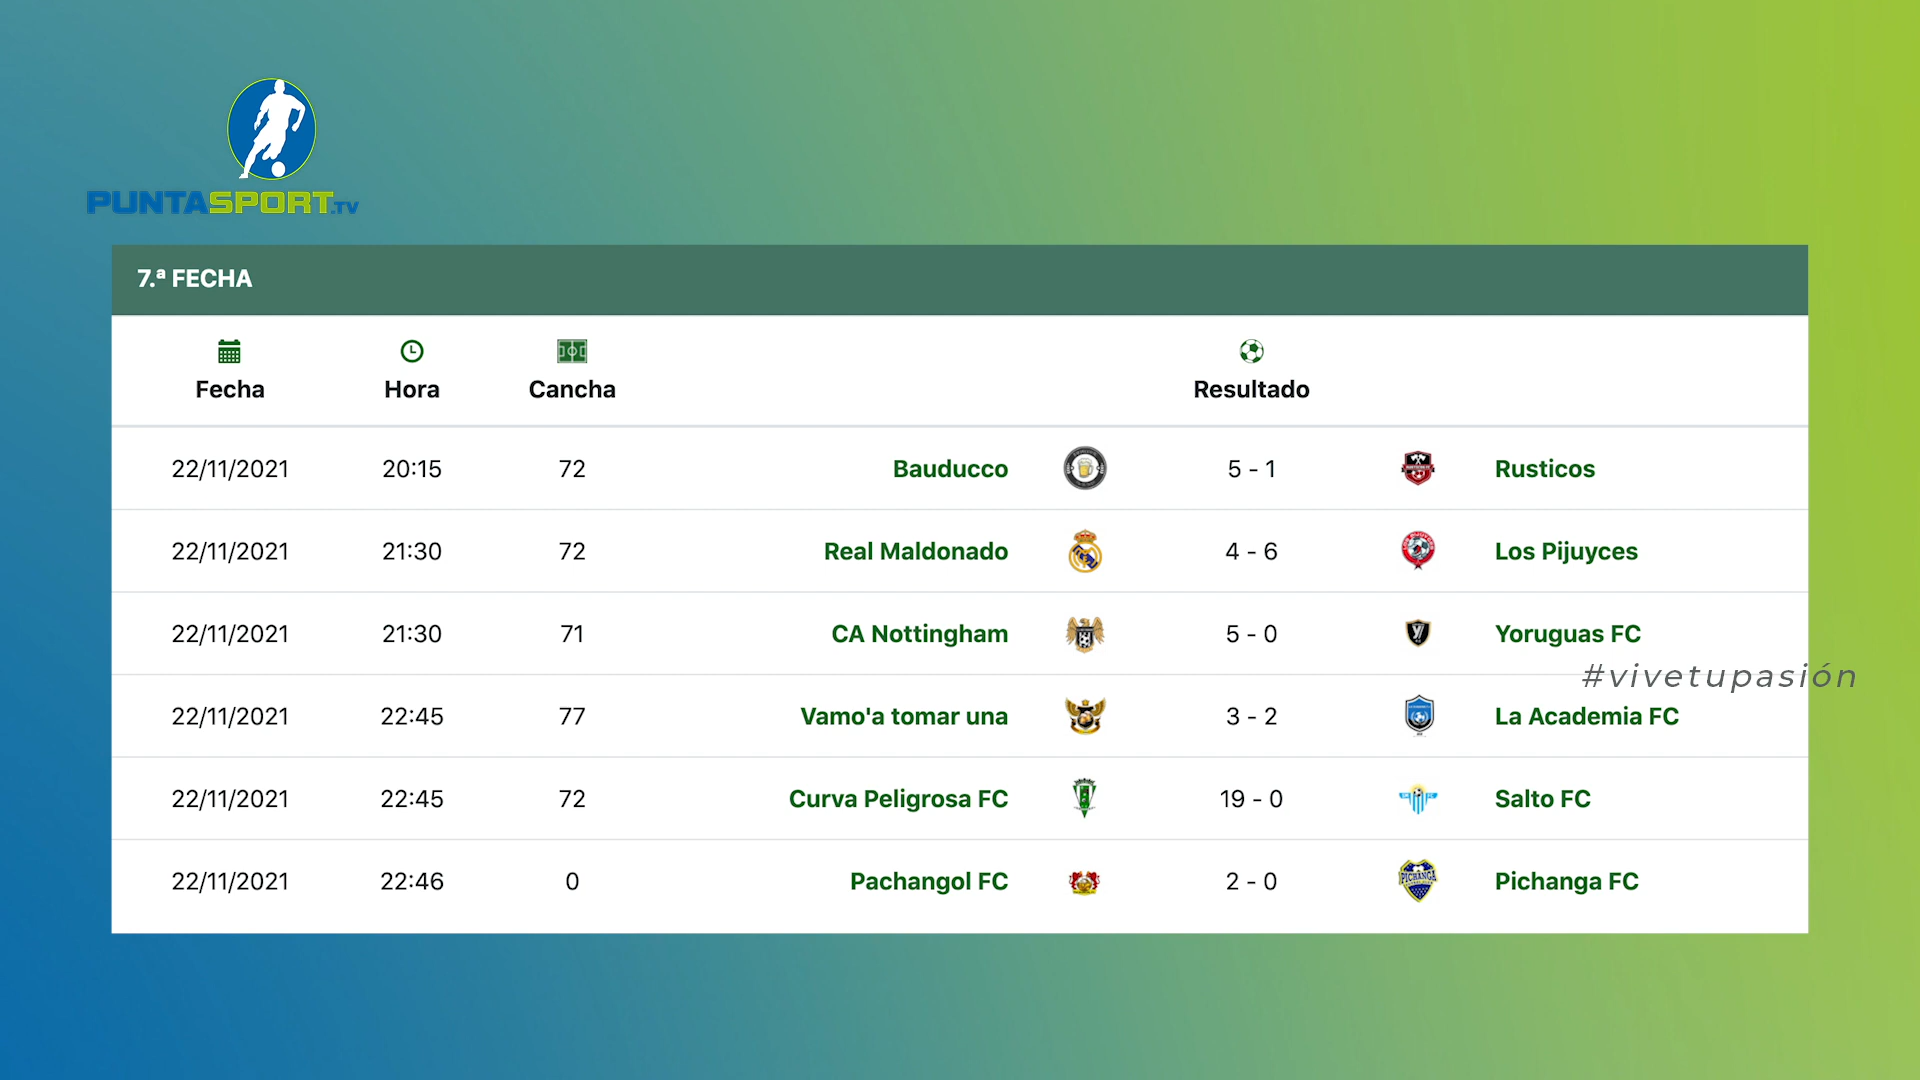 PUNTASPORT.TV
7.ª FECHA
Fecha Hora Cancha Resultado
22/11/2021 20:15 72 Bauducco 5 - 1 Rusticos
22/11/2021 21:30 72 Real Maldonado 4 - 6 Los Pijuyces
22/11/2021 21:30 71 CA Nottingham 5 - 0 Yoruguas FC
#vivetupasión
22/11/2021 22:45 77 Vamo'a tomar una 3 - 2 La Academia FC
22/11/2021 22:45 72 Curva Peligrosa FC 19 - 0 Salto FC
22/11/2021 22:46 0 Pachangol FC 2 - 0 PICHANGA Pichanga FC